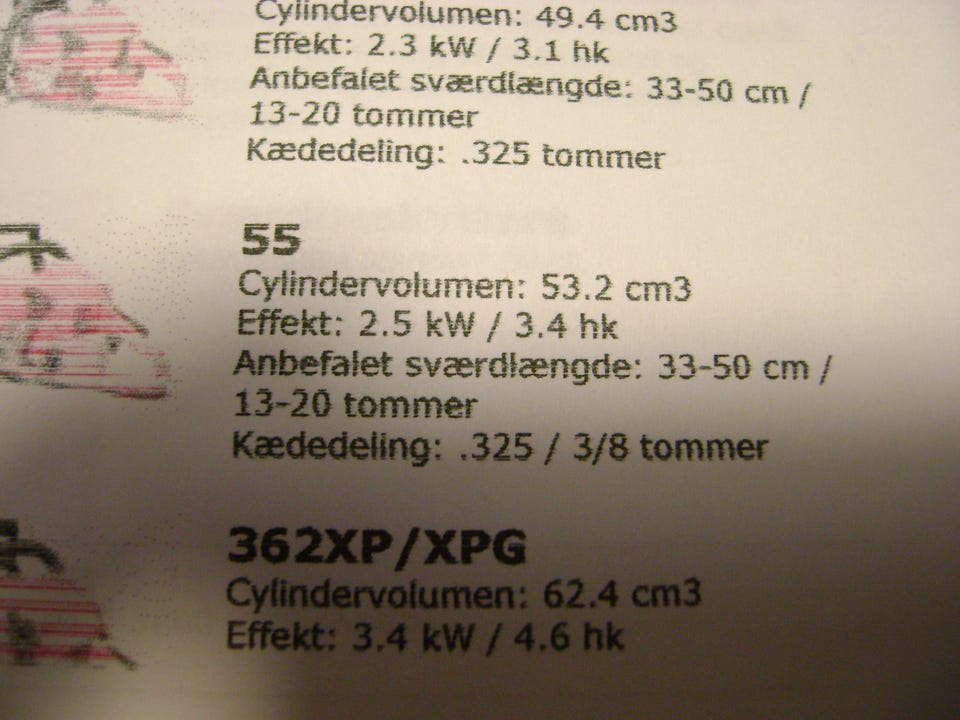 Cylindervolumen: 49.4 cm3
Effekt: 2.3 kW / 3.1 hk
Anbefalet sværdlængde: 33-50 cm /
13-20 tommer
Kædedeling: .325 tommer
55
Cylindervolumen: 53.2 cm3
Effekt: 2.5 kW / 3.4 hk
Anbefalet sværdlængde: 33-50 cm /
13-20 tommer
Kædedeling: .325 / 3/8 tommer
362XP/XPG
Cylindervolumen: 62.4 cm3
Effekt: 3.4 kW / 4.6 hk